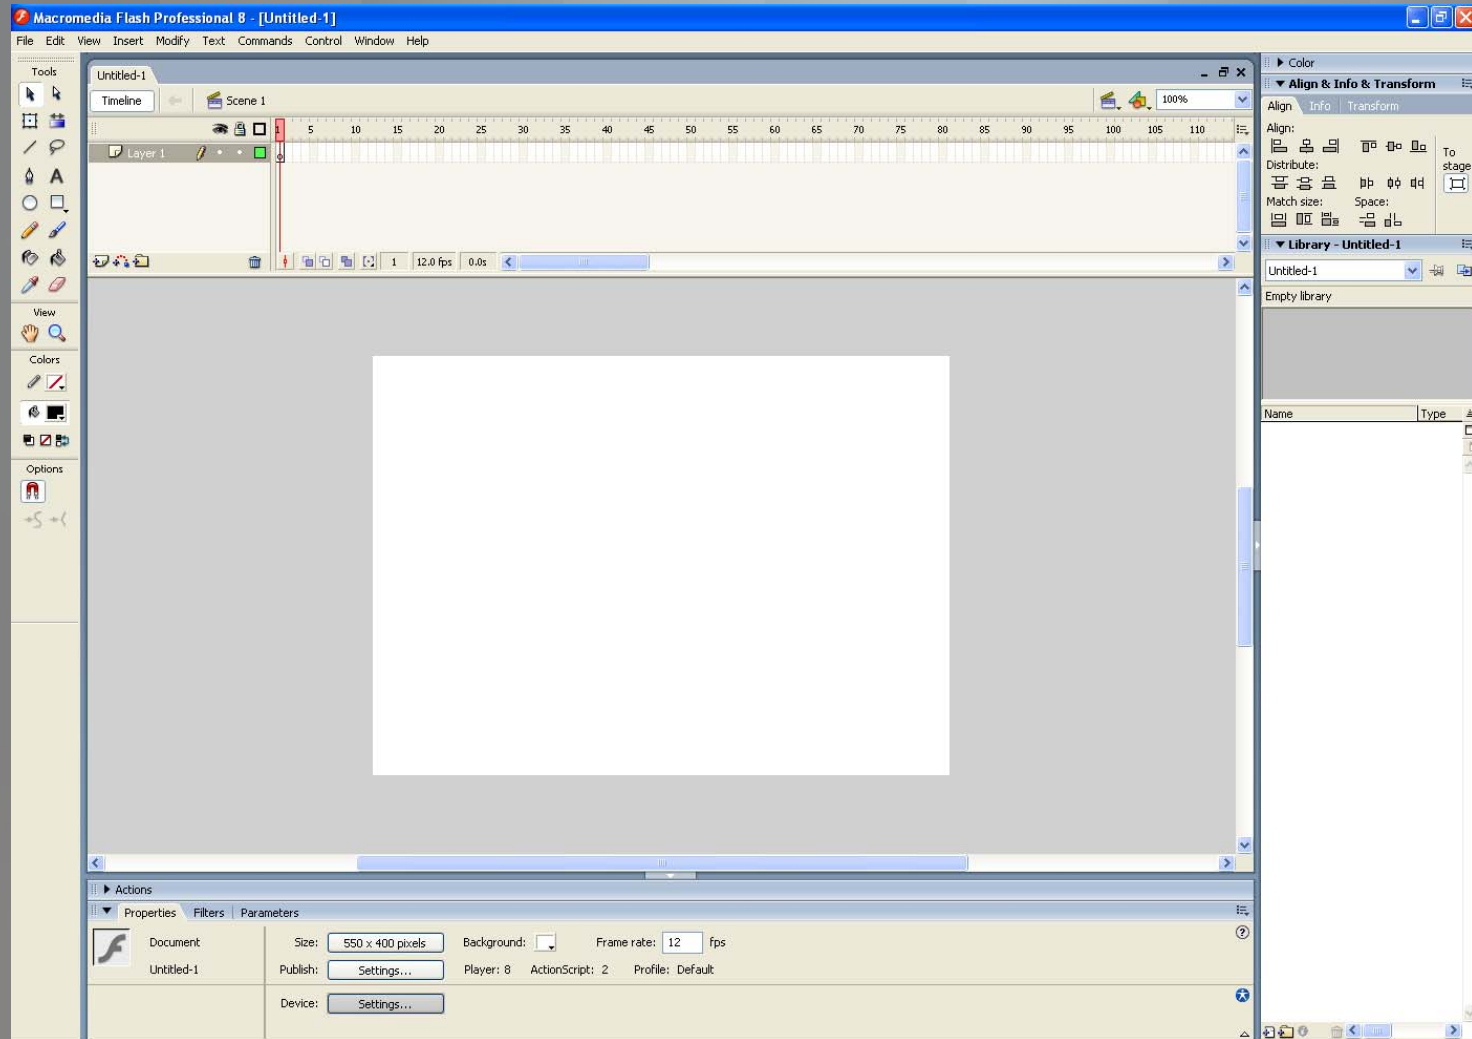 Macromedia Flash Professional 8 - [Untitled-1]
File Edit View Insert Modify Text Commands Control Window Help
Tools
View
Colors
Options
Untitled-1
Timeline Scene 1 100%
1 5 10 15 20 25 30 35 40 45 50 55 60 65 70 75 80 85 90 95 100 105 110
Layer 1
1 12.0 fps 0.0s
Actions
Properties Filters Parameters
Document Size: 550 x 400 pixels Background: Frame rate: 12 fps
Untitled-1 Publish: Settings... Player: 8 ActionScript: 2 Profile: Default
Device: Settings...
Color
Align & Info & Transform
Align Info Transform
Align:
To stage
Distribute:
Match size: Space:
Library - Untitled-1
Untitled-1
Empty library
Name Type